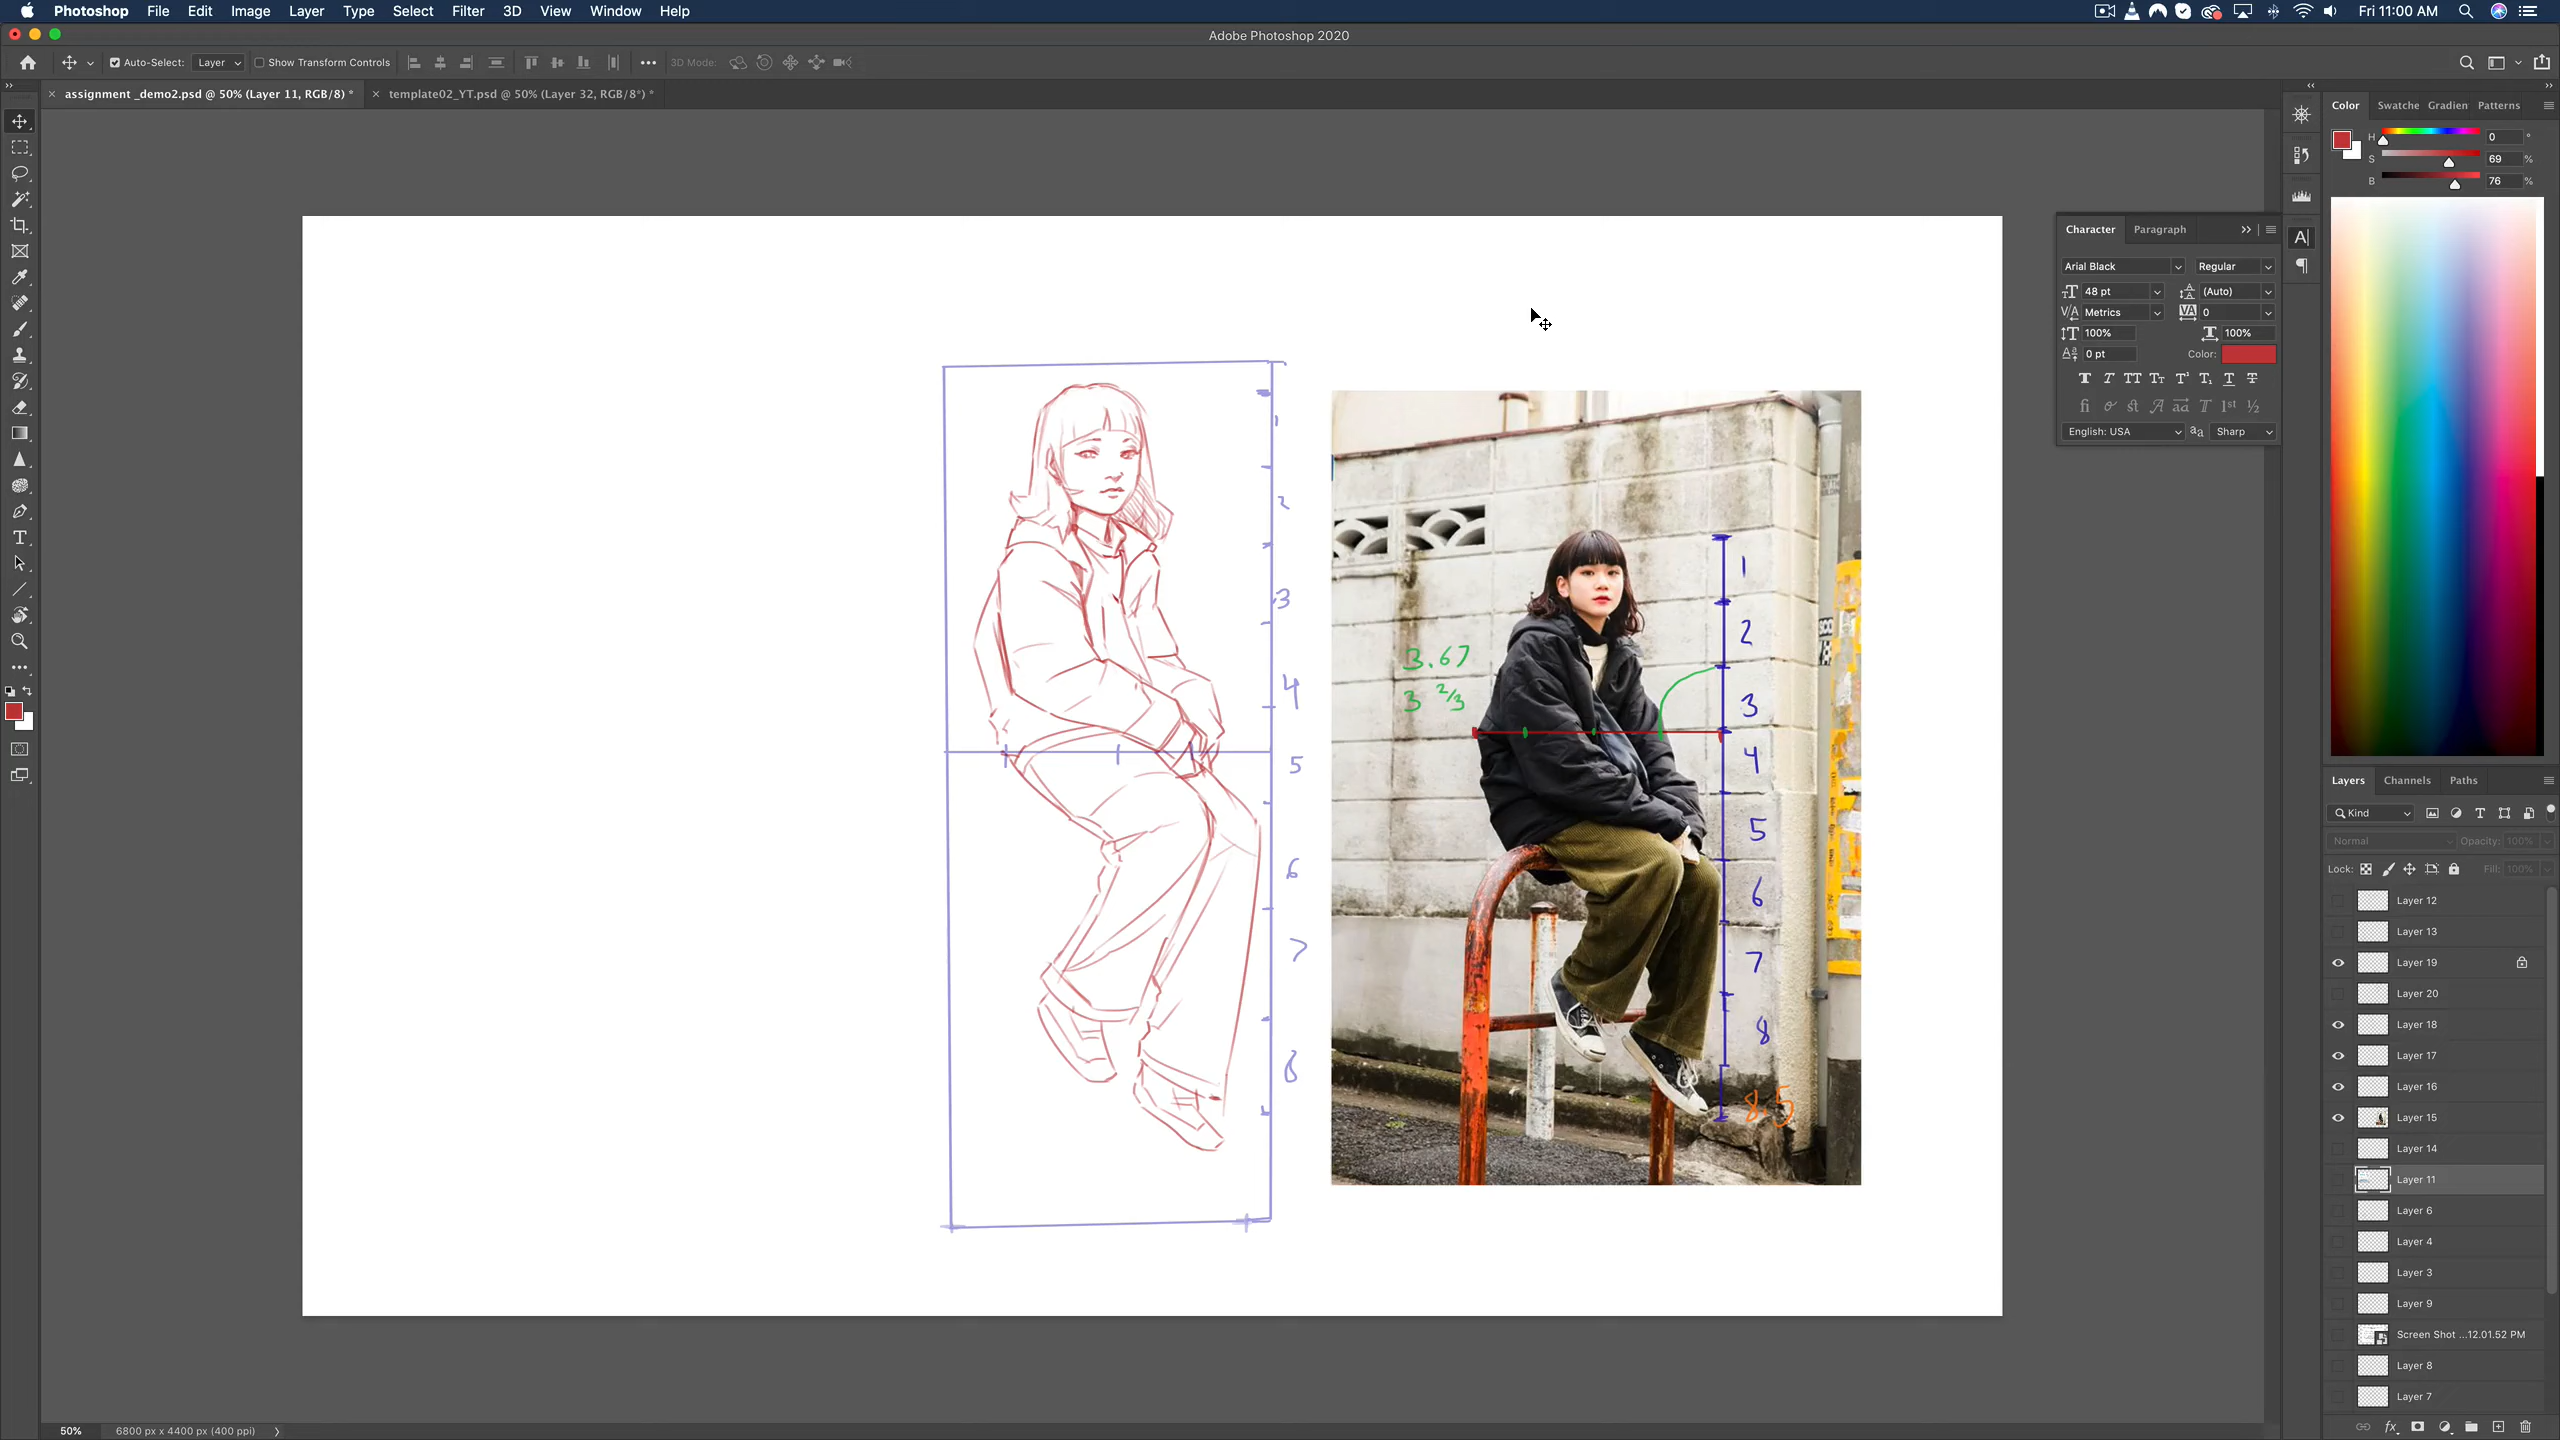 Photoshop File Edit Image Layer Type Select Filter 3D View Window Help
Fri 11:00 AM
Adobe Photoshop 2020
Auto-Select: Layer Show Transform Controls 3D Mode:
assignment _demo2.psd @ 50% (Layer 11, RGB/8) *
template02_YT.psd @ 50% (Layer 32, RGB/8*) *
Color Swatche Gradien Patterns
H 0 °
S 69 %
B 76 %
Character Paragraph
Arial Black Regular
48 pt (Auto)
Metrics 0
100% 100%
0 pt Color:
English: USA Sharp
1
2
3
4
5
6
7
8
3.67
3 2/3
1
2
3
4
5
6
7
8
8.5
Layers Channels Paths
Kind
Normal Opacity: 100%
Lock: Fill: 100%
Layer 12
Layer 13
Layer 19
Layer 20
Layer 18
Layer 17
Layer 16
Layer 15
Layer 14
Layer 11
Layer 6
Layer 4
Layer 3
Layer 9
Screen Shot ...12.01.52 PM
Layer 8
Layer 7
50% 6800 px x 4400 px (400 ppi)